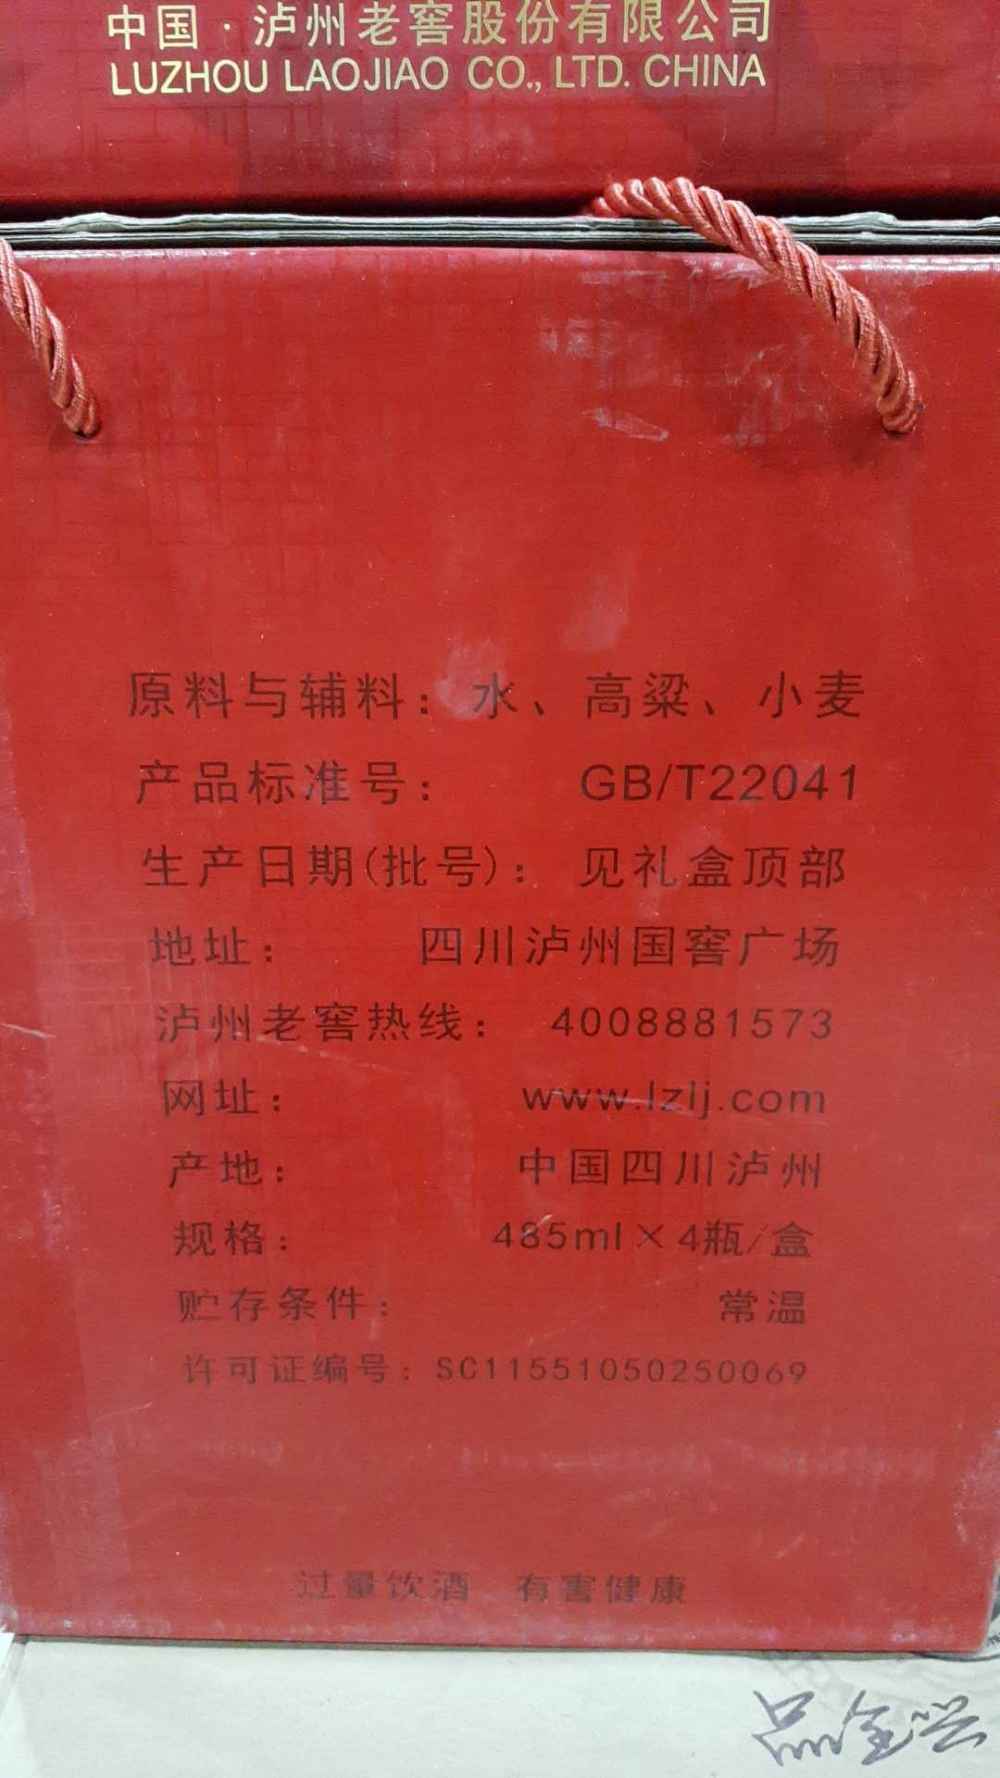 中国·泸州老窖股份有限公司
LUZHOU LAOJIAO CO., LTD. CHINA
原料与辅料：水、高粱、小麦
产品标准号： GB/T22041
生产日期(批号)： 见礼盒顶部
地址： 四川泸州国窖广场
泸州老窖热线： 4008881573
网址： www.lzlj.com
产地： 中国四川泸州
规格： 485ml×4瓶/盒
贮存条件： 常温
许可证编号：SC11551050250069
过量饮酒 有害健康